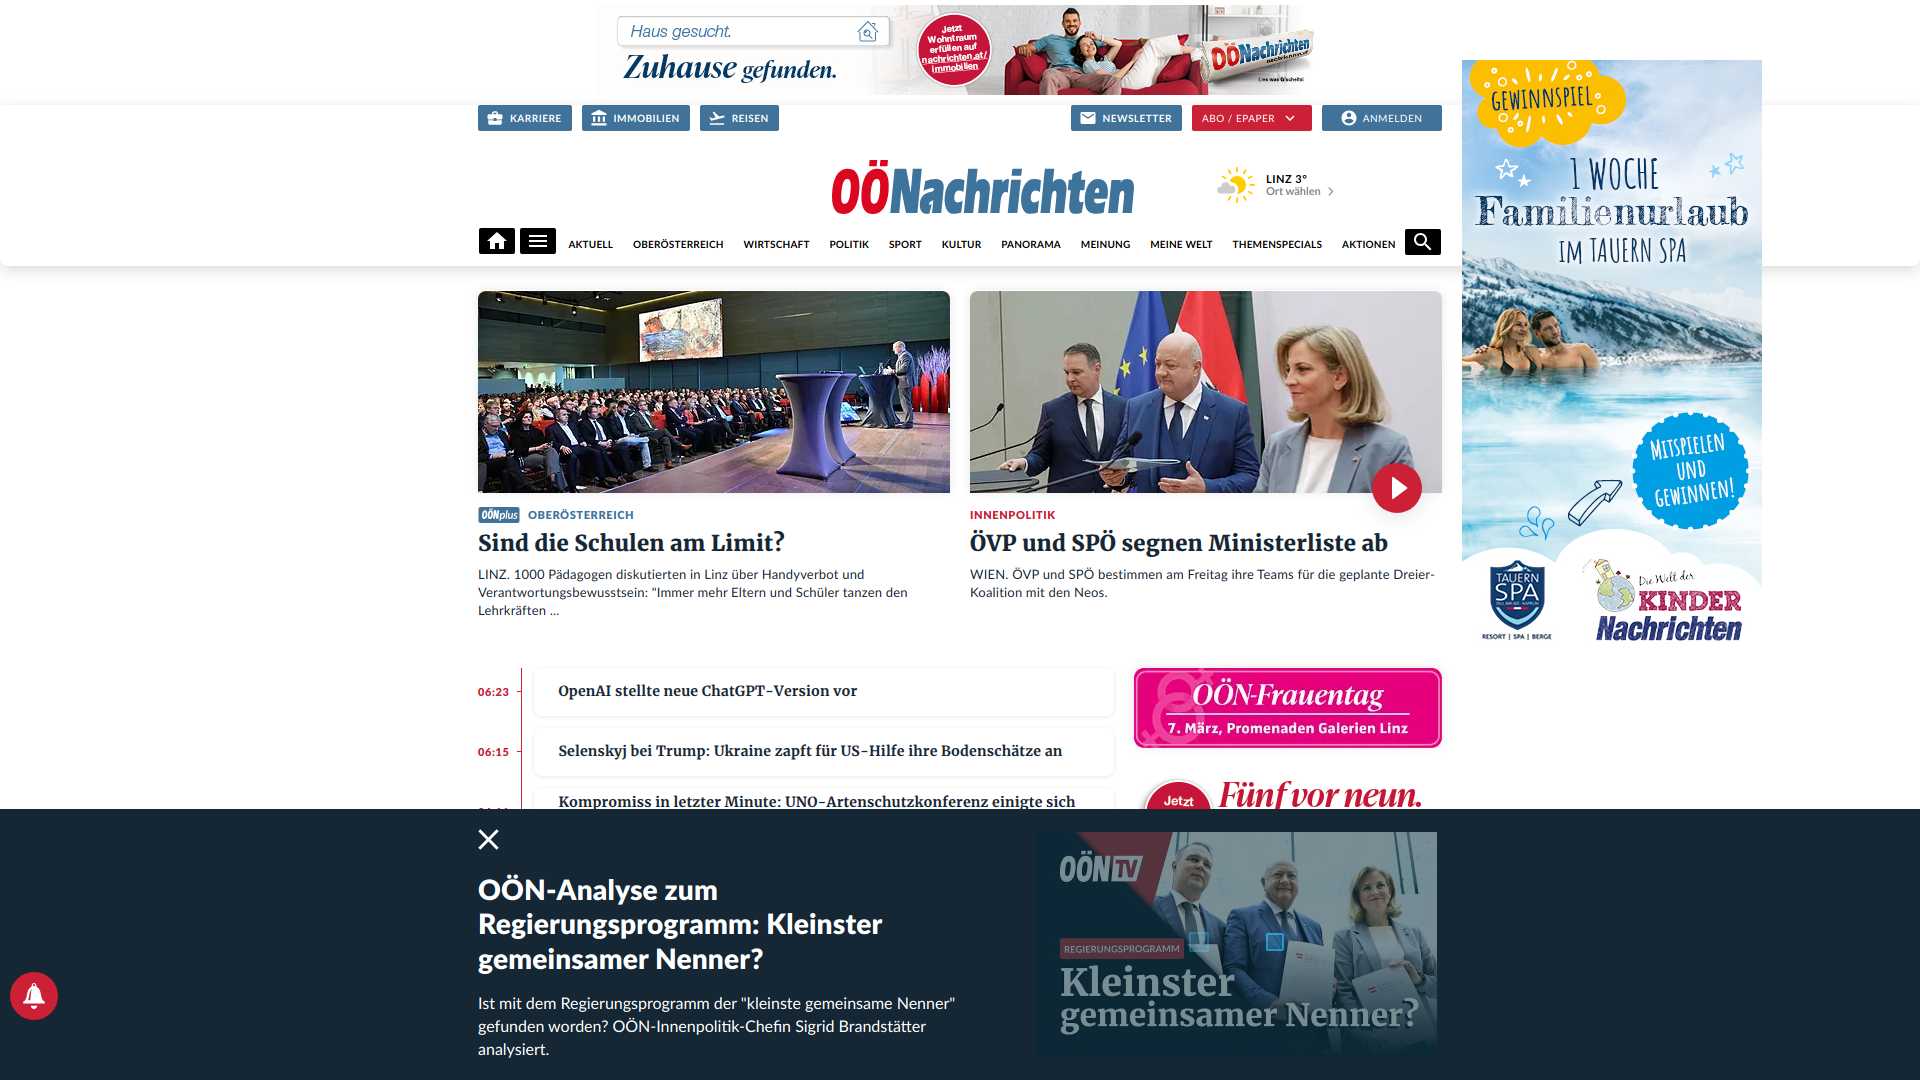 Haus gesucht.
Zuhause gefunden.
Jetzt
Wohntraum
erfüllen auf
nachrichten.at/
immobilien
OÖNachrichten
Lies was G'scheits!
KARRIERE
IMMOBILIEN
REISEN
NEWSLETTER
ABO / EPAPER
ANMELDEN
OÖNachrichten
LINZ 3°
Ort wählen
AKTUELL
OBERÖSTERREICH
WIRTSCHAFT
POLITIK
SPORT
KULTUR
PANORAMA
MEINUNG
MEINE WELT
THEMENSPECIALS
AKTIONEN
GEWINNSPIEL
1 WOCHE
Familienurlaub
IM TAUERN SPA
MITSPIELEN
UND
GEWINNEN!
TAUERN
SPA
RESORT | SPA | BERGE
Die Welt der
KINDER
Nachrichten
OÖNplus OBERÖSTERREICH
Sind die Schulen am Limit?
LINZ. 1000 Pädagogen diskutierten in Linz über Handyverbot und
Verantwortungsbewusstsein: "Immer mehr Eltern und Schüler tanzen den
Lehrkräften ...
INNENPOLITIK
ÖVP und SPÖ segnen Ministerliste ab
WIEN. ÖVP und SPÖ bestimmen am Freitag ihre Teams für die geplante Dreier-
Koalition mit den Neos.
06:23 OpenAI stellte neue ChatGPT-Version vor
06:15 Selenskyj bei Trump: Ukraine zapft für US-Hilfe ihre Bodenschätze an
Kompromiss in letzter Minute: UNO-Artenschutzkonferenz einigte sich
OÖN-Frauentag
7. März, Promenaden Galerien Linz
Jetzt
Fünf vor neun.
OÖN-Analyse zum
Regierungsprogramm: Kleinster
gemeinsamer Nenner?
Ist mit dem Regierungsprogramm der "kleinste gemeinsame Nenner"
gefunden worden? OÖN-Innenpolitik-Chefin Sigrid Brandstätter
analysiert.
OÖN TV
REGIERUNGSPROGRAMM
Kleinster
gemeinsamer Nenner?